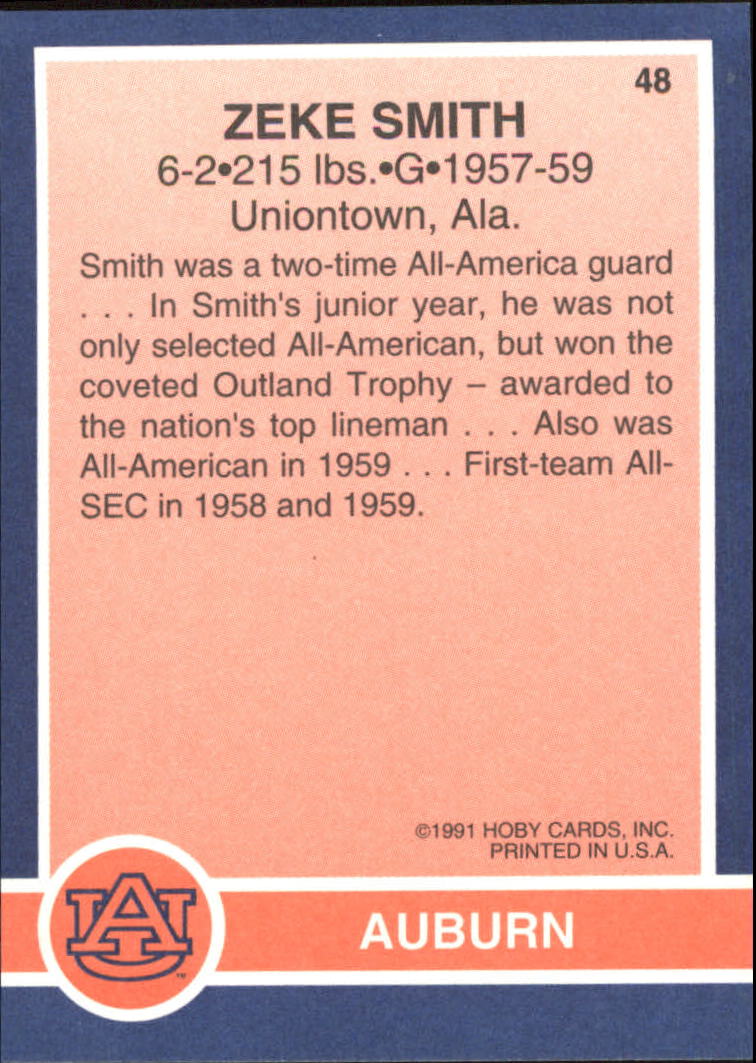 48
ZEKE SMITH
6-2•215 lbs.•G•1957-59
Uniontown, Ala.
Smith was a two-time All-America guard
. . . In Smith's junior year, he was not
only selected All-American, but won the
coveted Outland Trophy – awarded to
the nation's top lineman . . . Also was
All-American in 1959 . . . First-team All-
SEC in 1958 and 1959.
©1991 HOBY CARDS, INC.
PRINTED IN U.S.A.
AU
™
AUBURN